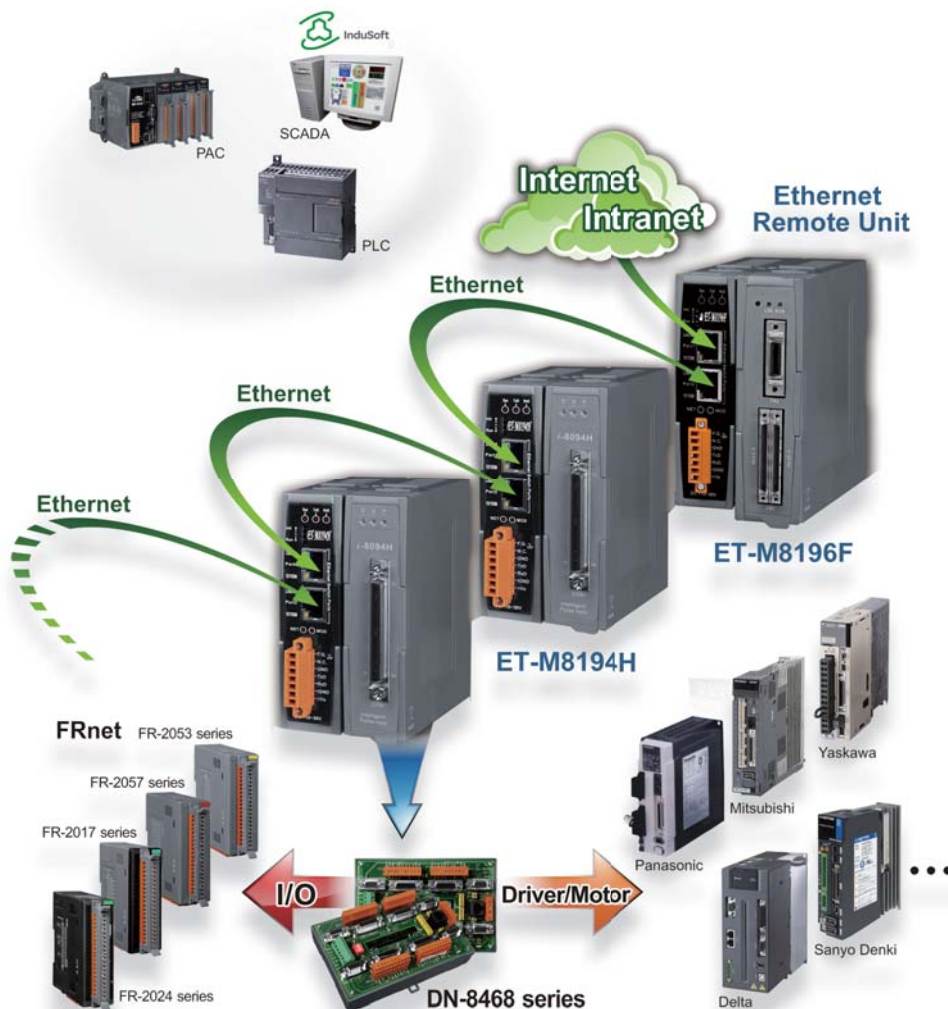 InduSoft
SCADA
PAC
PLC
Internet
Intranet
Ethernet
Remote Unit
Ethernet
Ethernet
Ethernet
i-8094H
i-8094H
ET-M8196F
ET-M8194H
FRnet
FR-2053 series
FR-2057 series
FR-2017 series
FR-2024 series
I/O
Driver/Motor
DN-8468 series
Yaskawa
Mitsubishi
Panasonic
Sanyo Denki
Delta